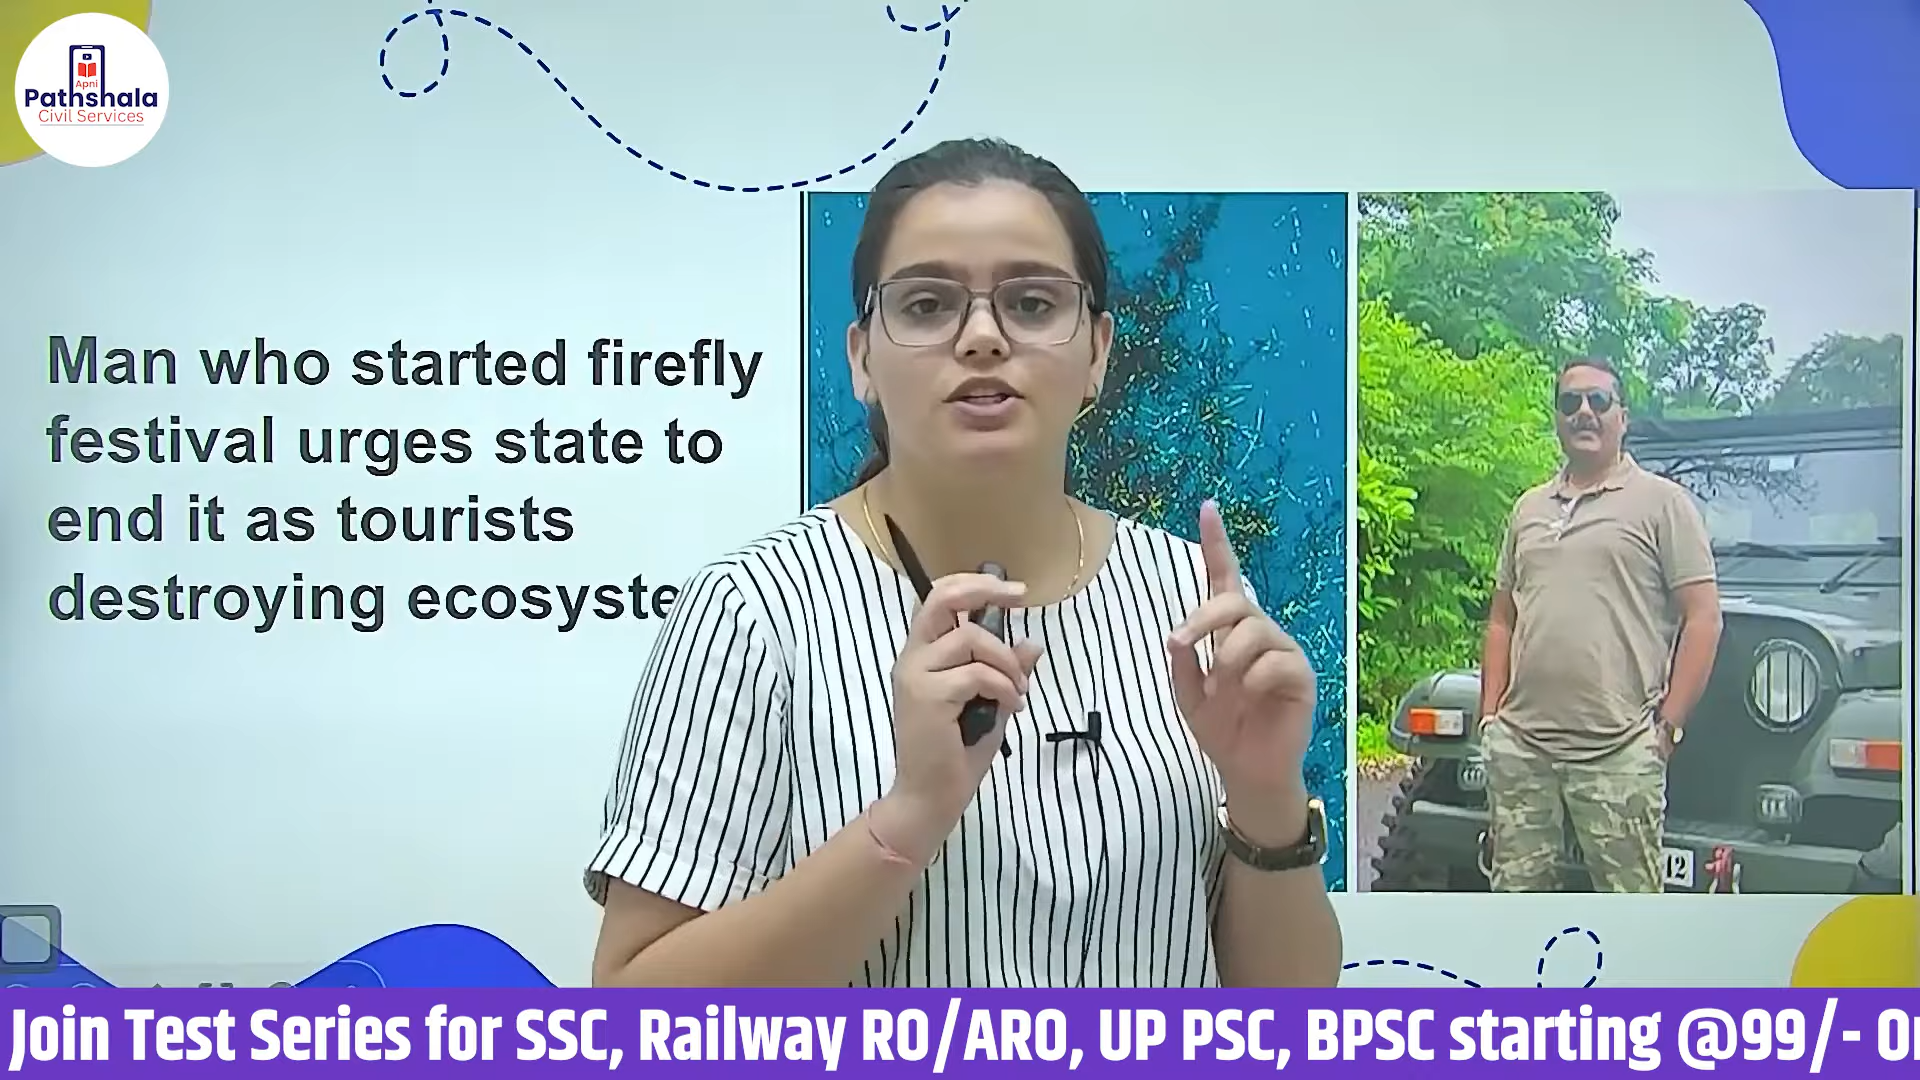 Apni
Pathshala
Civil Services
Man who started firefly
festival urges state to
end it as tourists
destroying ecosyste
12
Join Test Series for SSC, Railway RO/ARO, UP PSC, BPSC starting @99/-